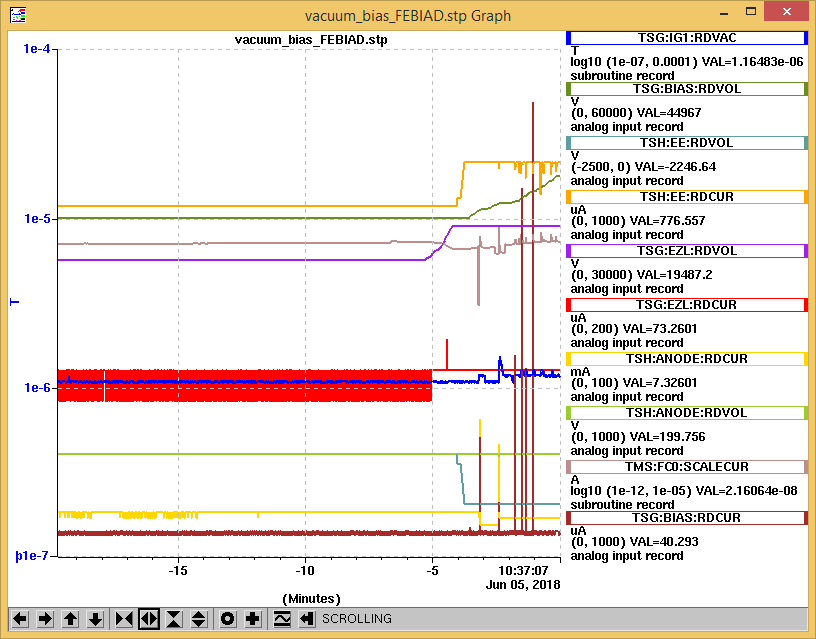 vacuum_bias_FEBIAD.stp Graph
vacuum_bias_FEBIAD.stp
1e-4
1e-5
T
1e-6
1e-7
-15
-10
-5
10:37:07
Jun 05, 2018
(Minutes)
TSG:IG1:RDVAC
T
log10 (1e-07, 0.0001) VAL=1.16483e-06
subroutine record
TSG:BIAS:RDVOL
V
(0, 60000) VAL=44967
analog input record
TSH:EE:RDVOL
V
(-2500, 0) VAL=-2246.64
analog input record
TSH:EE:RDCUR
uA
(0, 1000) VAL=776.557
analog input record
TSG:EZL:RDVOL
V
(0, 30000) VAL=19487.2
analog input record
TSG:EZL:RDCUR
uA
(0, 200) VAL=73.2601
analog input record
TSH:ANODE:RDCUR
mA
(0, 100) VAL=7.32601
analog input record
TSH:ANODE:RDVOL
V
(0, 1000) VAL=199.756
analog input record
TMS:FC0:SCALECUR
A
log10 (1e-12, 1e-05) VAL=2.16064e-08
subroutine record
TSG:BIAS:RDCUR
uA
(0, 1000) VAL=40.293
analog input record
SCROLLING